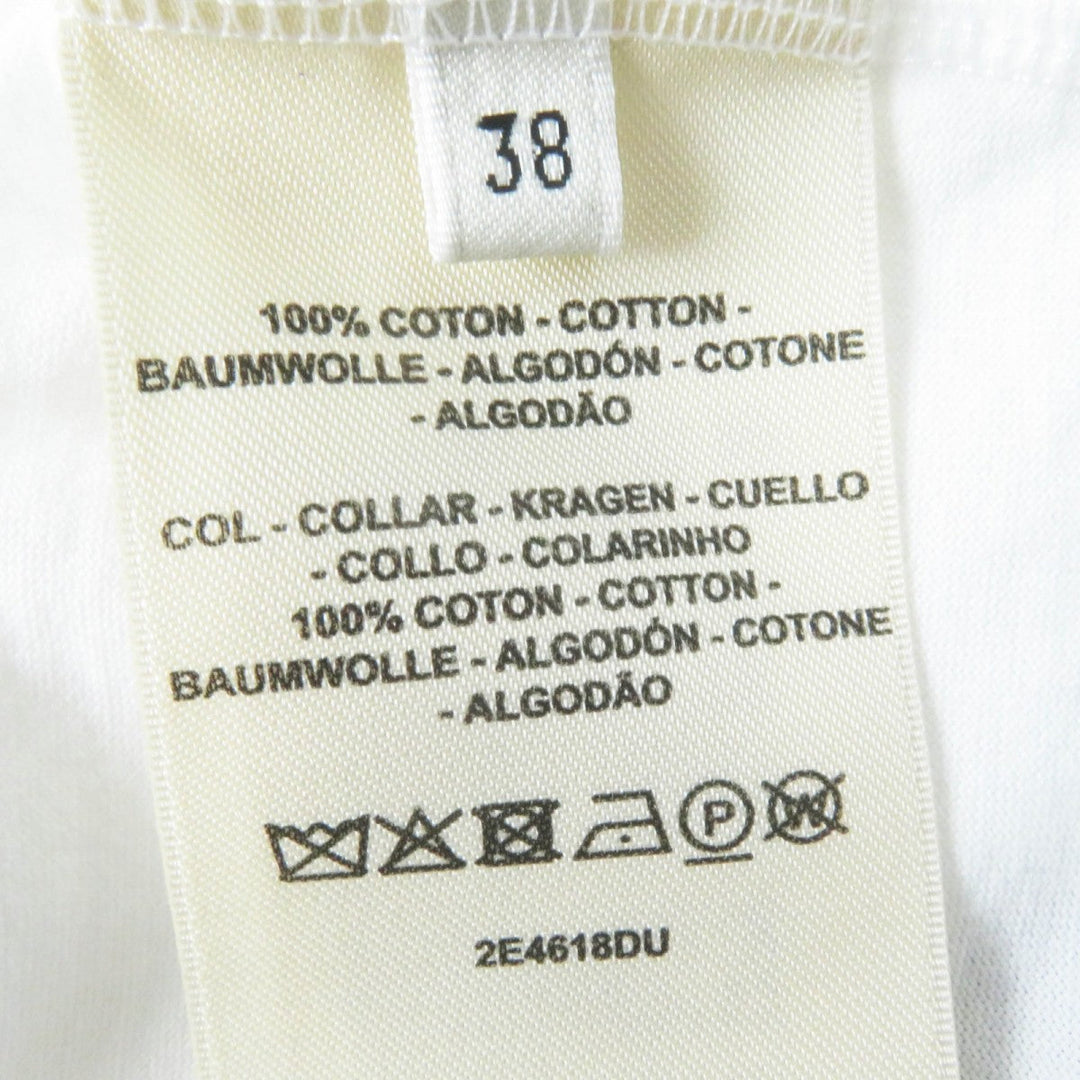 38
100% COTON - COTTON -
BAUMWOLLE - ALGODÓN - COTONE
- ALGODÃO
COL - COLLAR - KRAGEN - CUELLO
- COLLO - COLARINHO
100% COTON - COTTON -
BAUMWOLLE - ALGODÓN - COTONE
- ALGODÃO
P W
2E4618DU